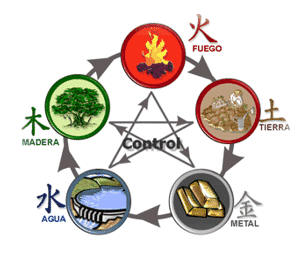 火
FUEGO
木
MADERA
土
TIERRA
Control
水
AGUA
金
METAL